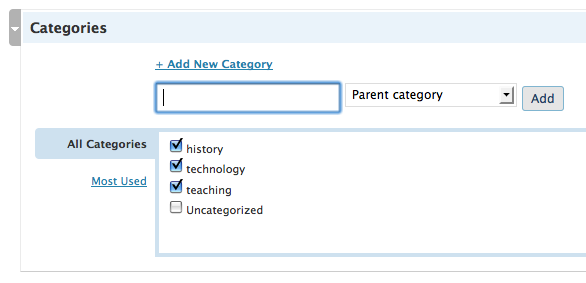 Categories
+ Add New Category
Parent category
Add
All Categories
Most Used
history
technology
teaching
Uncategorized